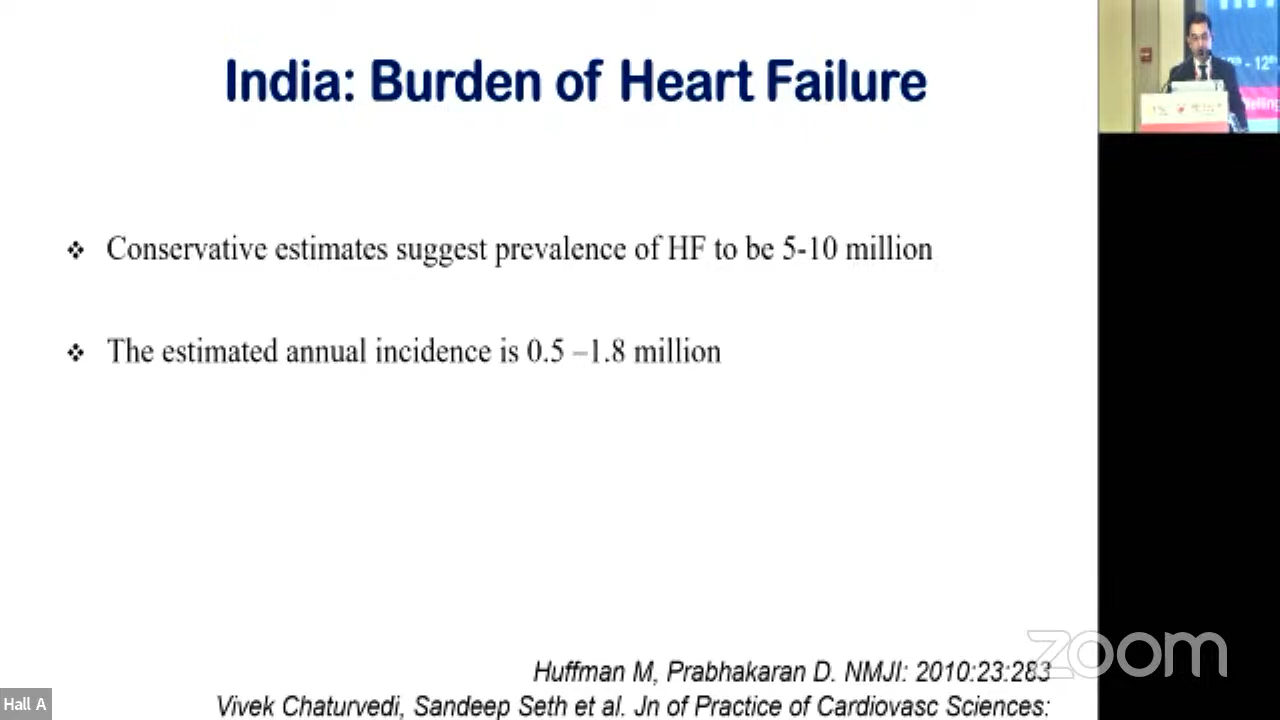 India: Burden of Heart Failure
❖ Conservative estimates suggest prevalence of HF to be 5-10 million
❖ The estimated annual incidence is 0.5 –1.8 million
Huffman M, Prabhakaran D. NMJI: 2010:23:283
Vivek Chaturvedi, Sandeep Seth et al. Jn of Practice of Cardiovasc Sciences:
zoom
Hall A
- 12th